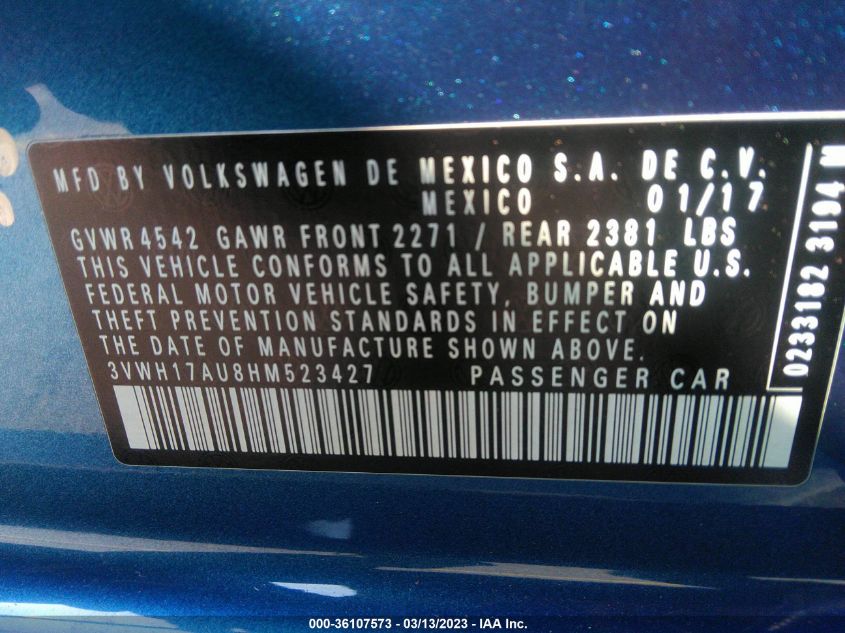 MFD BY VOLKSWAGEN DE MEXICO S.A. DE C.V.
MEXICO 01/17
GVWR 4542 GAWR FRONT 2271 / REAR 2381 LBS
THIS VEHICLE CONFORMS TO ALL APPLICABLE U.S.
FEDERAL MOTOR VEHICLE SAFETY, BUMPER AND
THEFT PREVENTION STANDARDS IN EFFECT ON
THE DATE OF MANUFACTURE SHOWN ABOVE.
3VWH17AU8HM523427 PASSENGER CAR
0233182 3194 M
000-36107573 - 03/13/2023 - IAA Inc.